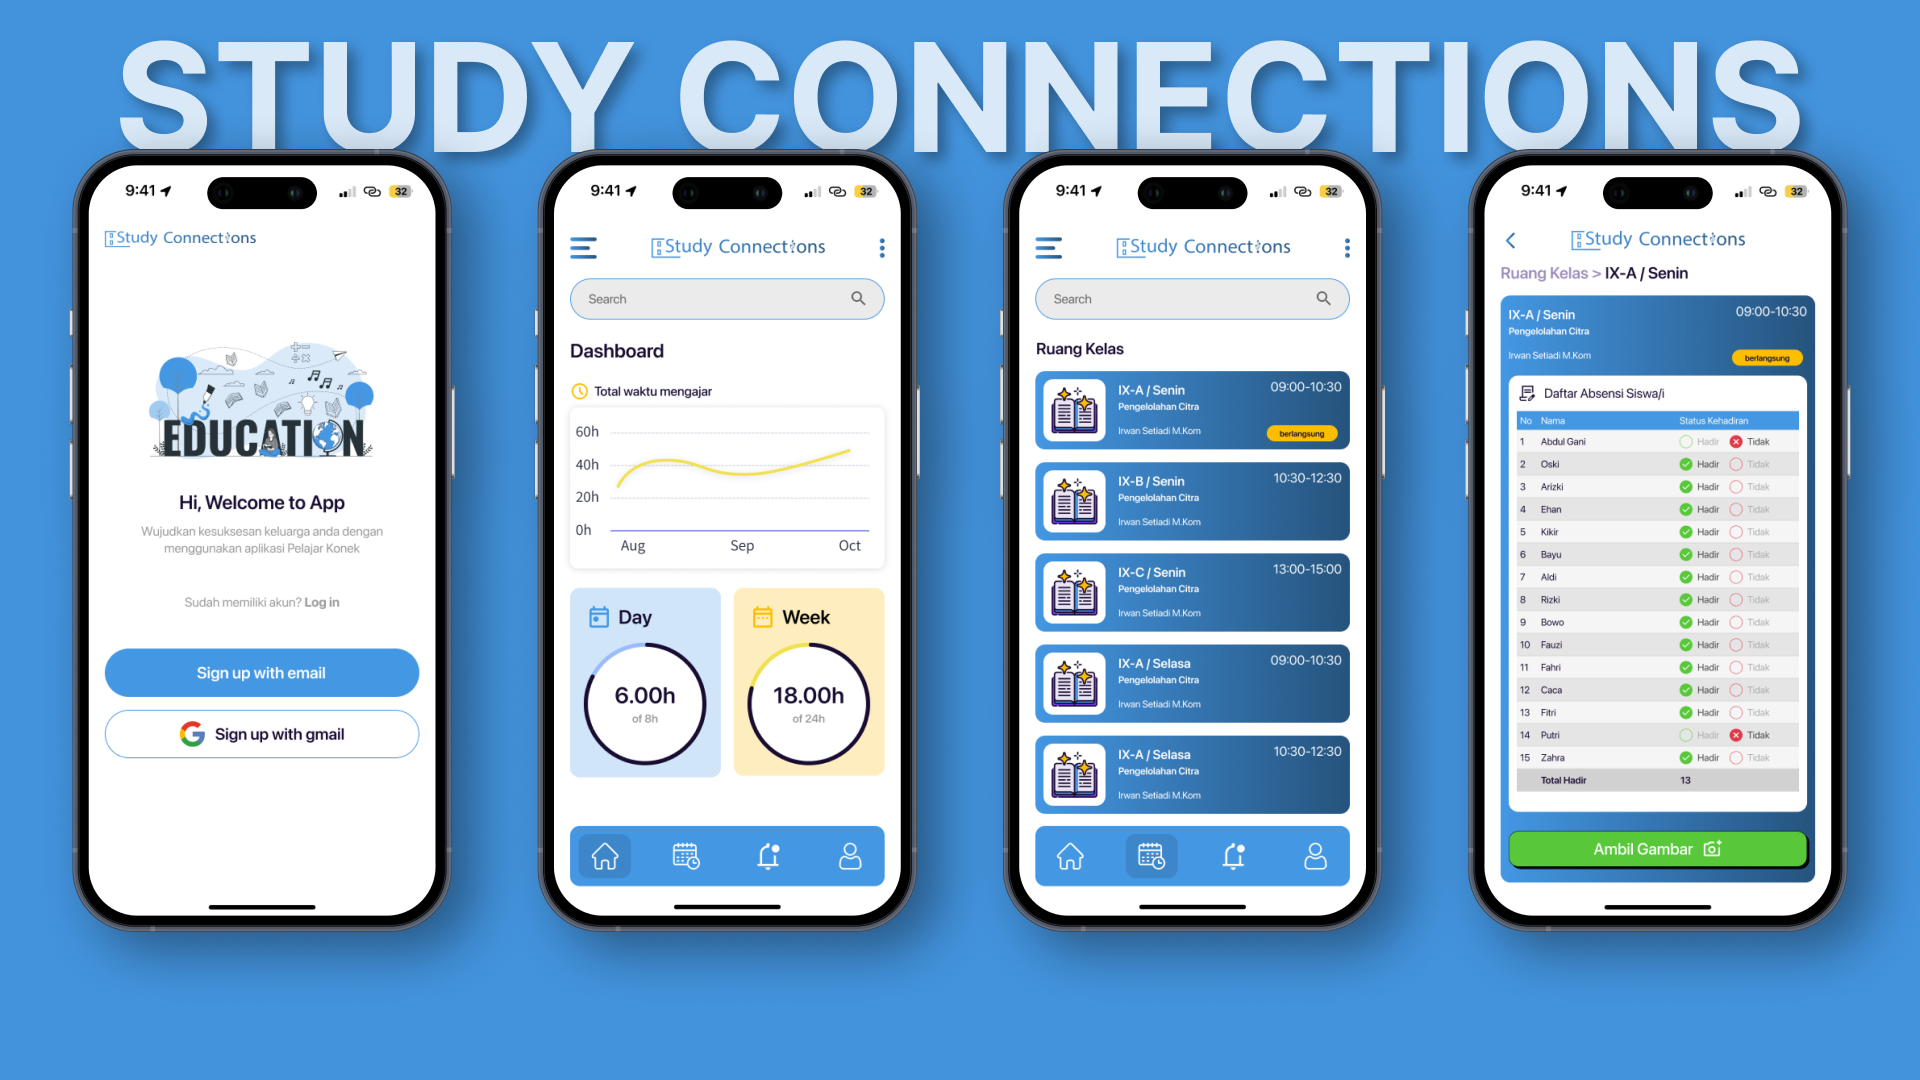 STUDY CONNECTIONS
9:41
32
Study Connections
EDUCATION
Hi, Welcome to App
Wujudkan kesuksesan keluarga anda dengan
menggunakan aplikasi Pelajar Konek
Sudah memiliki akun? Log in
Sign up with email
Sign up with gmail
9:41
32
Study Connections
Search
Dashboard
Total waktu mengajar
60h
40h
20h
0h
Aug Sep Oct
Day
6.00h
of 8h
Week
18.00h
of 24h
9:41
32
Study Connections
Search
Ruang Kelas
IX-A / Senin 09:00-10:30
Pengelolahan Citra
Irwan Setiadi M.Kom berlangsung
IX-B / Senin 10:30-12:30
Pengelolahan Citra
Irwan Setiadi M.Kom
IX-C / Senin 13:00-15:00
Pengelolahan Citra
Irwan Setiadi M.Kom
IX-A / Selasa 09:00-10:30
Pengelolahan Citra
Irwan Setiadi M.Kom
IX-A / Selasa 10:30-12:30
Pengelolahan Citra
Irwan Setiadi M.Kom
9:41
32
Study Connections
Ruang Kelas > IX-A / Senin
IX-A / Senin 09:00-10:30
Pengelolahan Citra
Irwan Setiadi M.Kom berlangsung
Daftar Absensi Siswa/i
No Nama Status Kehadiran
1 Abdul Gani Hadir Tidak
2 Oski Hadir Tidak
3 Arizki Hadir Tidak
4 Ehan Hadir Tidak
5 Kikir Hadir Tidak
6 Bayu Hadir Tidak
7 Aldi Hadir Tidak
8 Rizki Hadir Tidak
9 Bowo Hadir Tidak
10 Fauzi Hadir Tidak
11 Fahri Hadir Tidak
12 Caca Hadir Tidak
13 Fitri Hadir Tidak
14 Putri Hadir Tidak
15 Zahra Hadir Tidak
Total Hadir 13
Ambil Gambar